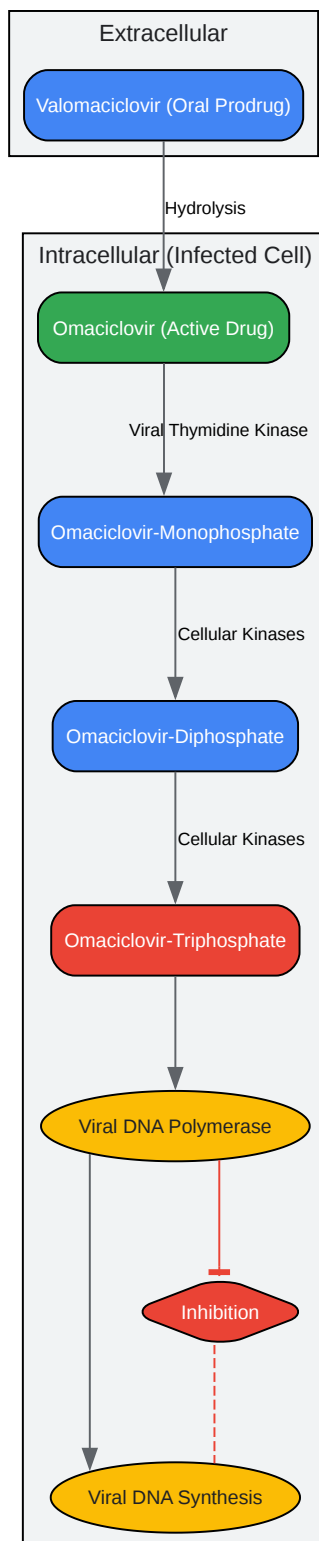 Extracellular
Valomaciclovir (Oral Prodrug)
Hydrolysis
Intracellular (Infected Cell)
Omaciclovir (Active Drug)
Viral Thymidine Kinase
Omaciclovir-Monophosphate
Cellular Kinases
Omaciclovir-Diphosphate
Cellular Kinases
Omaciclovir-Triphosphate
Viral DNA Polymerase
Inhibition
Viral DNA Synthesis